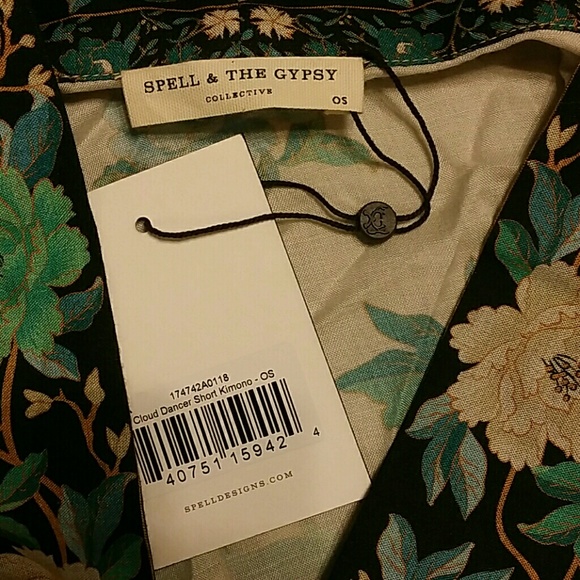 SPELL & THE GYPSY
COLLECTIVE
OS
174742A0118
Cloud Dancer Short Kimono - OS
40751 15942 4
SPELLDESIGNS.COM